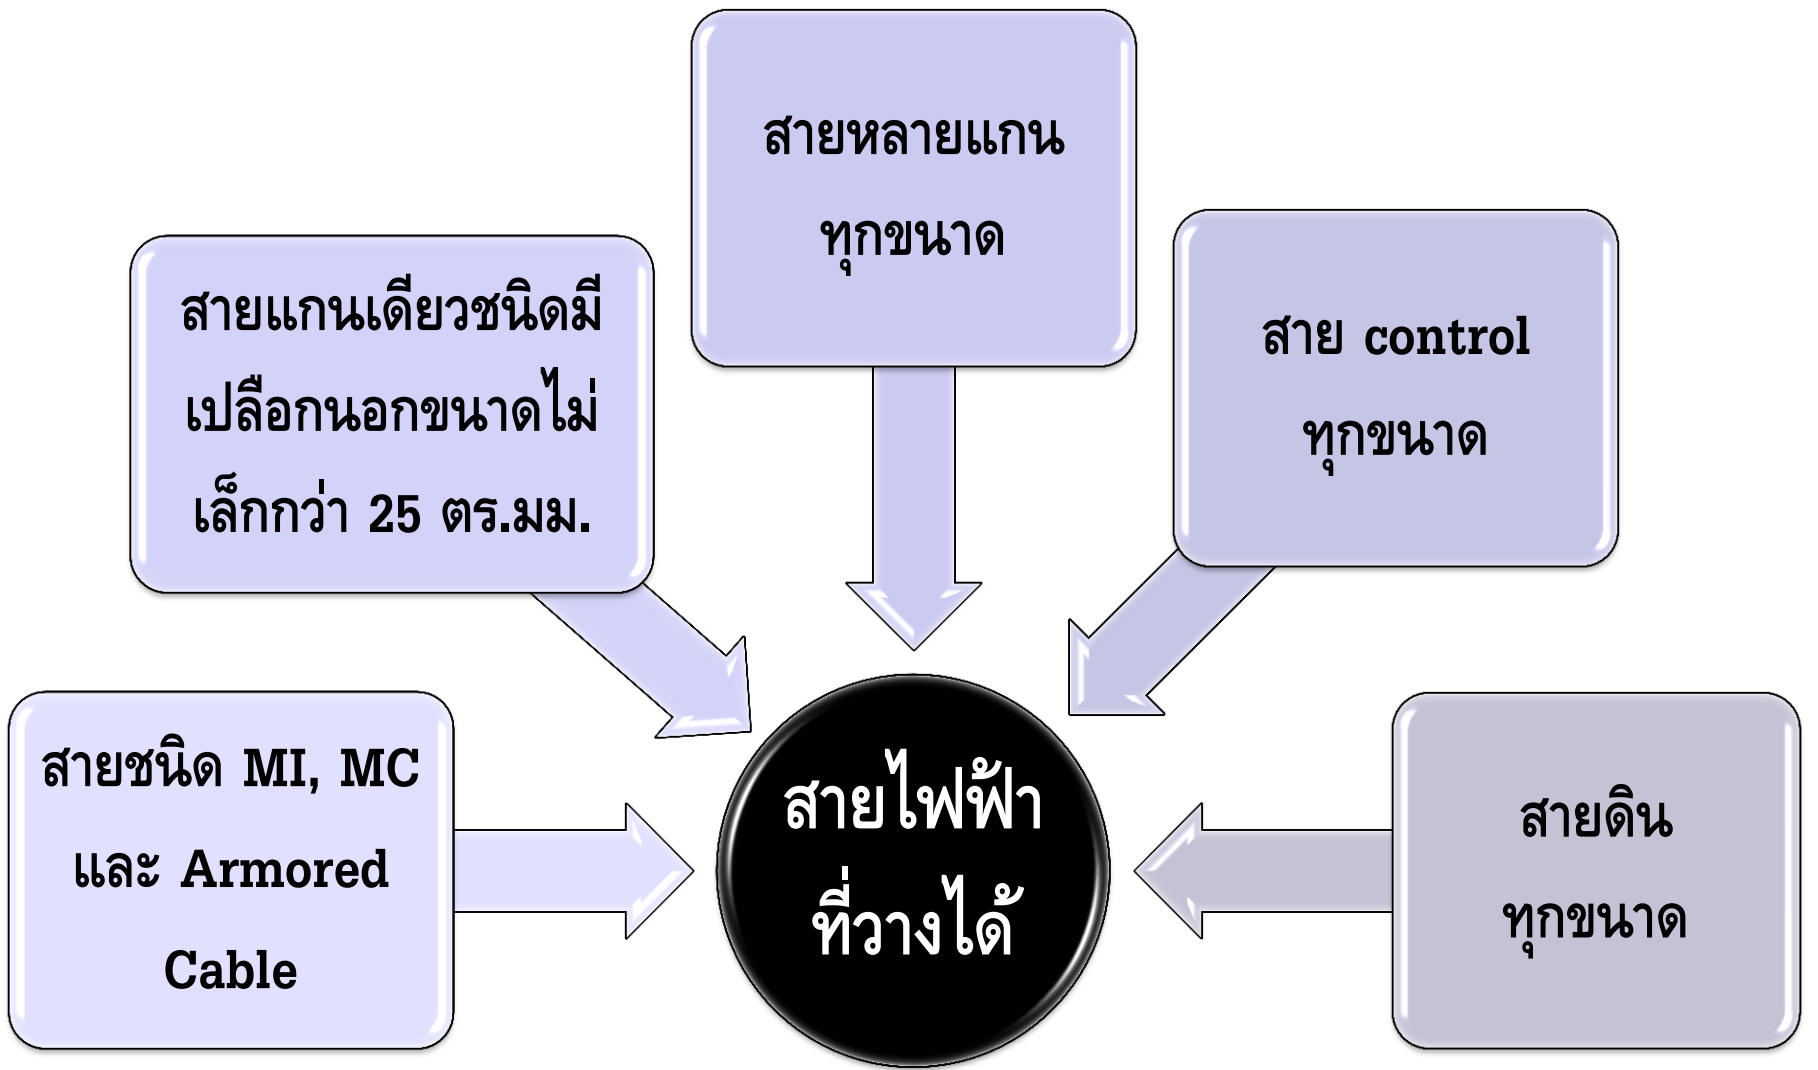 สายหลายแกน
ทุกขนาด
สายแกนเดียวชนิดมี
เปลือกนอกขนาดไม่
เล็กกว่า 25 ตร.มม.
สาย control
ทุกขนาด
สายชนิด MI, MC
และ Armored
Cable
สายไฟฟ้า
ที่วางได้
สายดิน
ทุกขนาด